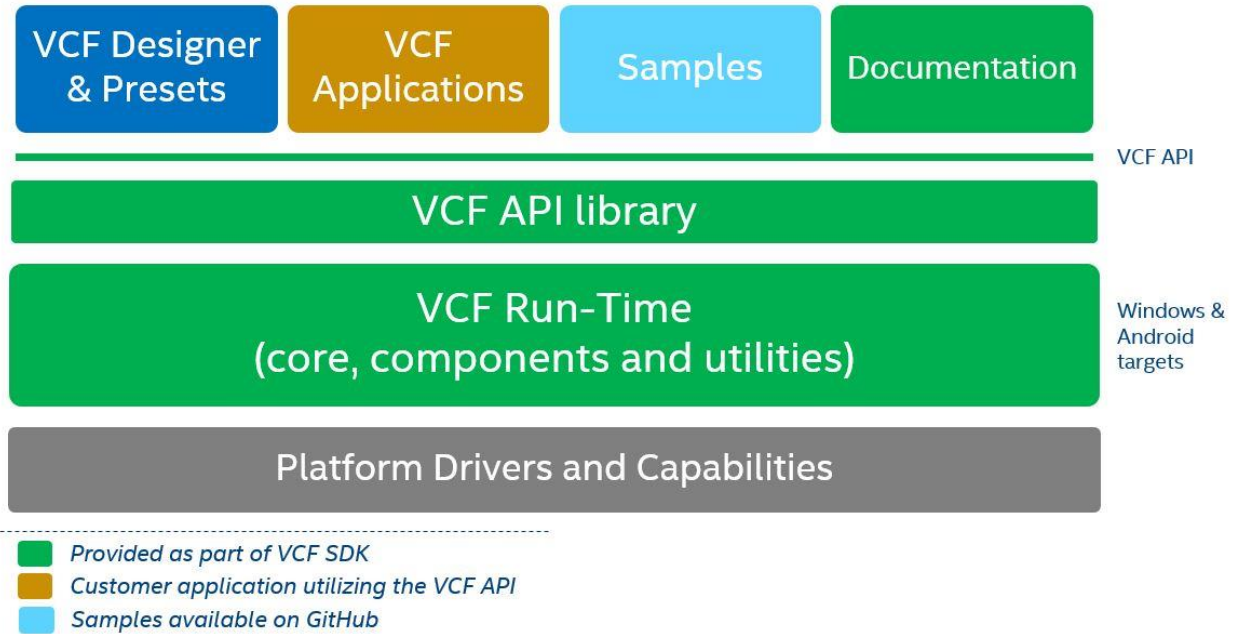 VCF Designer
& Presets
VCF
Applications
Samples
Documentation
VCF API
VCF API library
VCF Run-Time
(core, components and utilities)
Windows &
Android
targets
Platform Drivers and Capabilities
Provided as part of VCF SDK
Customer application utilizing the VCF API
Samples available on GitHub